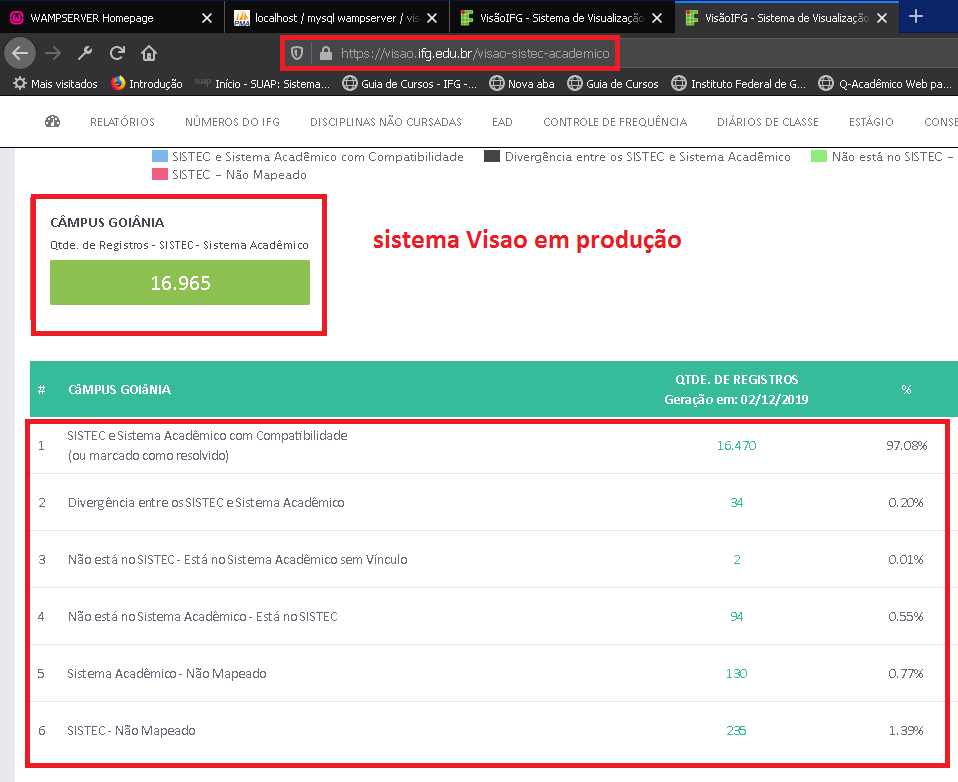 WAMPSERVER Homepage
localhost / mysql wampserver / vis
VisãoIFG - Sistema de Visualização
VisãoIFG - Sistema de Visualização
https://visao.ifg.edu.br/visao-sistec-academico
Mais visitados
Introdução
suap Início - SUAP: Sistema...
Guia de Cursos - IFG -...
Nova aba
Guia de Cursos
Instituto Federal de G...
Q-Acadêmico Web pa...
RELATÓRIOS
NÚMEROS DO IFG
DISCIPLINAS NÃO CURSADAS
EAD
CONTROLE DE FREQUÊNCIA
DIÁRIOS DE CLASSE
ESTÁGIO
CONSE
SISTEC e Sistema Acadêmico com Compatibilidade
Divergência entre os SISTEC e Sistema Acadêmico
Não está no SISTEC –
SISTEC – Não Mapeado
CÂMPUS GOIÂNIA
Qtde. de Registros - SISTEC - Sistema Acadêmico
16.965
sistema Visao em produção
# CâMPUS GOIâNIA QTDE. DE REGISTROS %
Geração em: 02/12/2019
1 SISTEC e Sistema Acadêmico com Compatibilidade 16.470 97.08%
(ou marcado como resolvido)
2 Divergência entre os SISTEC e Sistema Acadêmico 34 0.20%
3 Não está no SISTEC - Está no Sistema Acadêmico sem Vínculo 2 0.01%
4 Não está no Sistema Acadêmico - Está no SISTEC 94 0.55%
5 Sistema Acadêmico - Não Mapeado 130 0.77%
6 SISTEC - Não Mapeado 235 1.39%